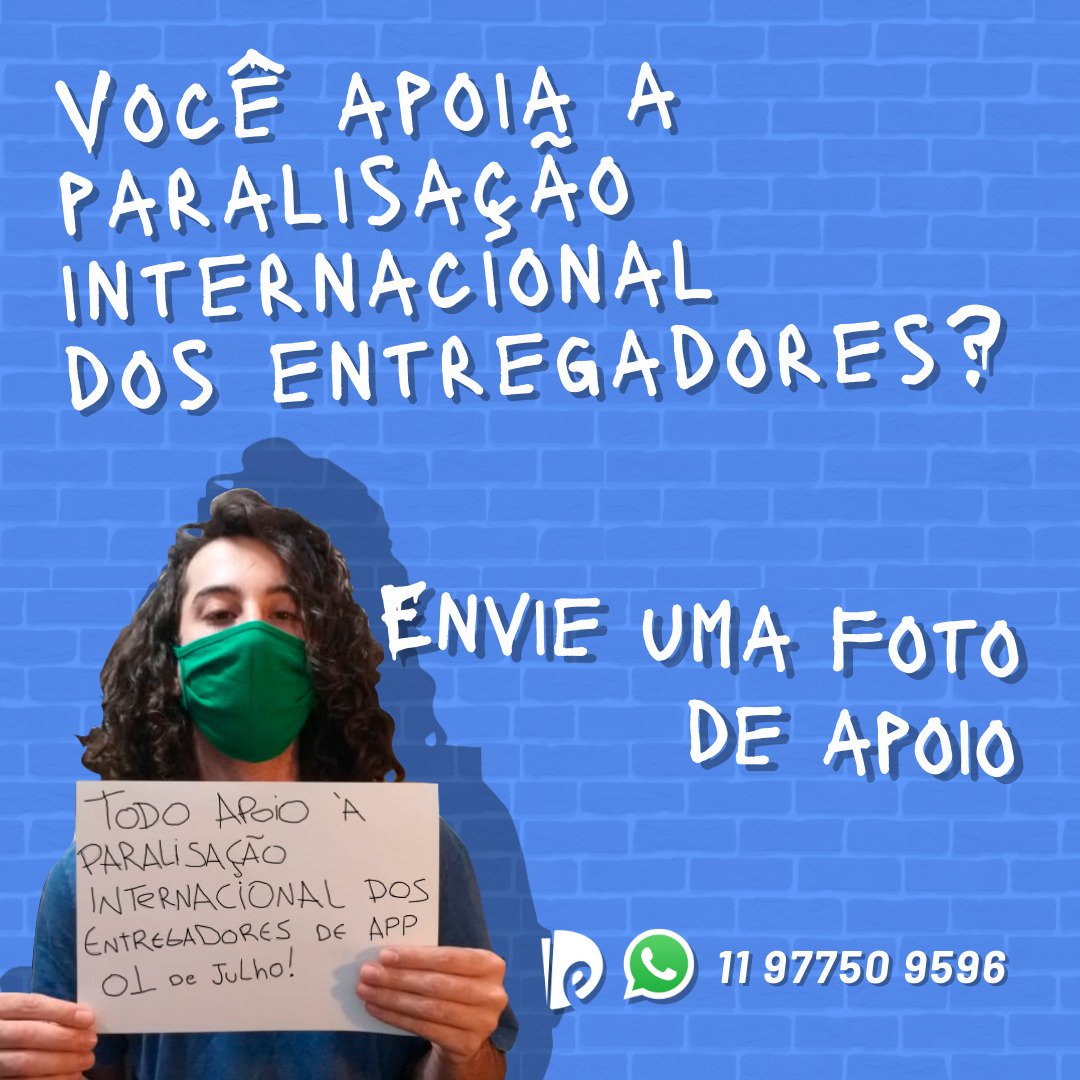 VOCÊ APOIA A
PARALISAÇÃO
INTERNACIONAL
DOS ENTREGADORES?
ENVIE UMA FOTO
DE APOIO
TODO APOIO À
PARALISAÇÃO
INTERNACIONAL DOS
ENTREGADORES DE APP
01 DE JULHO!
11 97750 9596